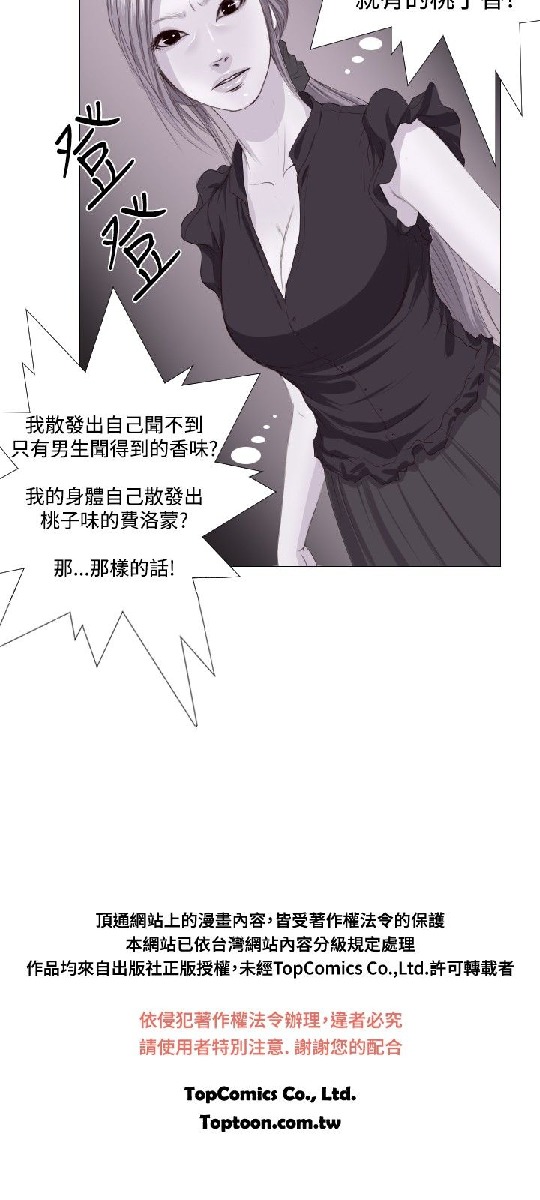 就有的桃子香?
登
登
我散發出自己聞不到
只有男生聞得到的香味?
我的身體自己散發出
桃子味的費洛蒙?
那...那樣的話!
頂通網站上的漫畫內容,皆受著作權法令的保護
本網站已依台灣網站內容分級規定處理
作品均來自出版社正版授權,未經TopComics Co.,Ltd.許可轉載者
依侵犯著作權法令辦理,違者必究
請使用者特別注意. 謝謝您的配合
TopComics Co., Ltd.
Toptoon.com.tw